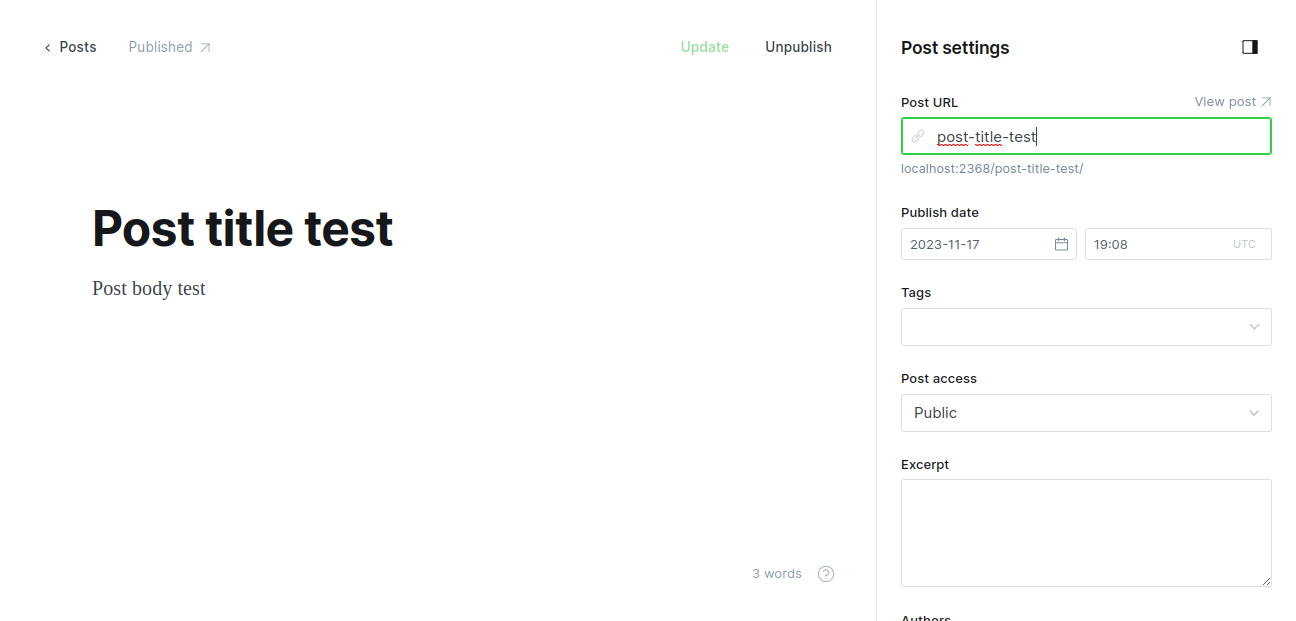 Posts
Published
Update
Unpublish
Post title test
Post body test
3 words
Post settings
Post URL
View post
post-title-test
localhost:2368/post-title-test/
Publish date
2023-11-17
19:08
UTC
Tags
Post access
Public
Excerpt
Authors